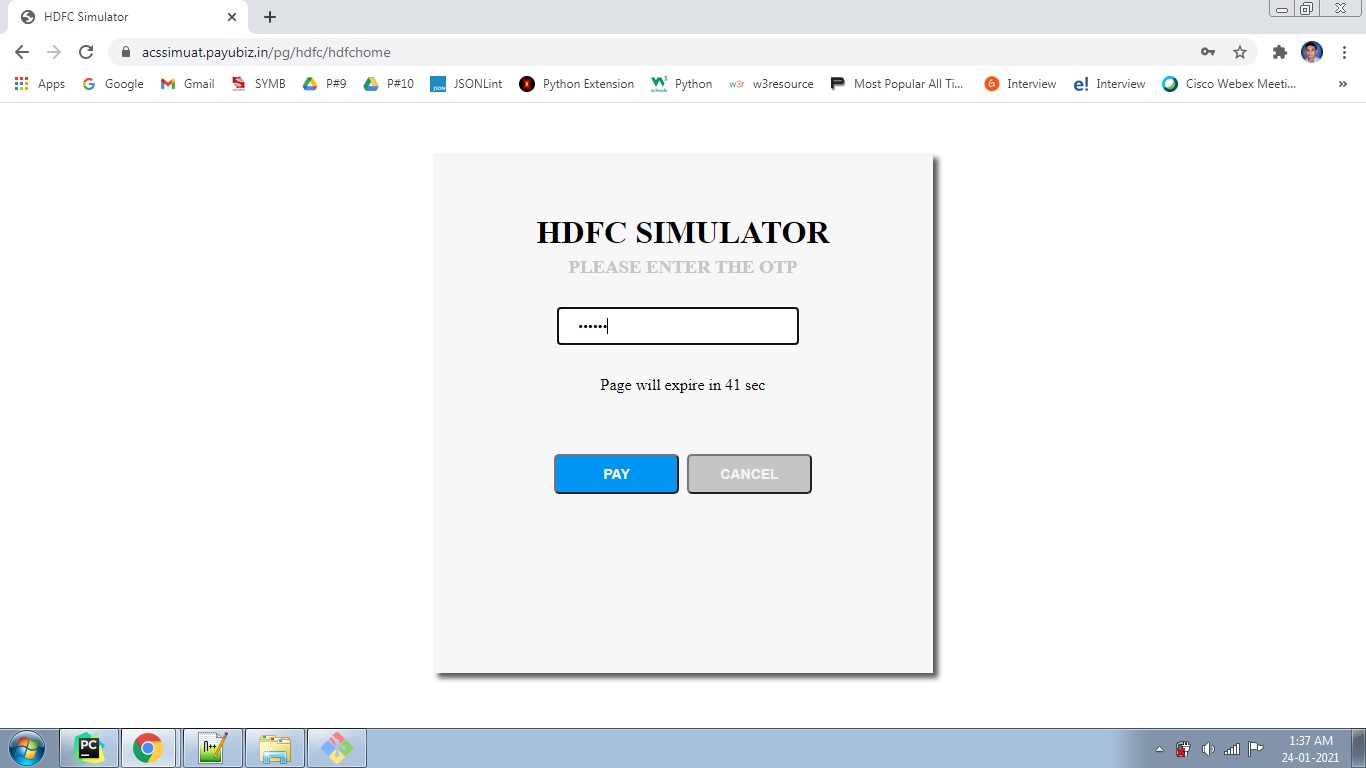 HDFC Simulator
acssimuat.payubiz.in/pg/hdfc/hdfchome
Apps Google Gmail SYMB P#9 P#10 JSONLint Python Extension Python w3resource Most Popular All Ti... Interview Interview Cisco Webex Meeti... »
HDFC SIMULATOR
PLEASE ENTER THE OTP
••••••
Page will expire in 41 sec
PAY CANCEL
1:37 AM
24-01-2021